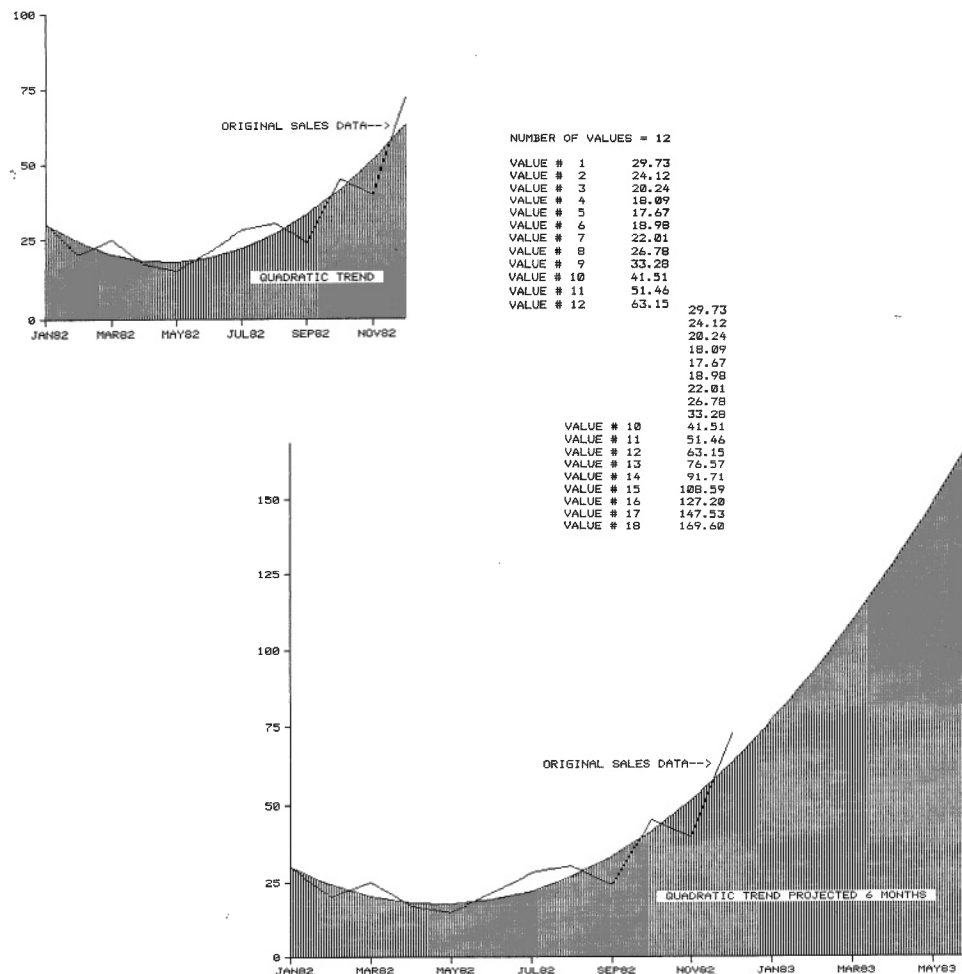 100
75
ORIGINAL SALES DATA-->
50
25
QUADRATIC TREND
0
JAN82 MAR82 MAY82 JUL82 SEP82 NOV82
NUMBER OF VALUES = 12
VALUE # 1 29.73
VALUE # 2 24.12
VALUE # 3 20.24
VALUE # 4 18.09
VALUE # 5 17.67
VALUE # 6 18.98
VALUE # 7 22.01
VALUE # 8 26.78
VALUE # 9 33.28
VALUE # 10 41.51
VALUE # 11 51.46
VALUE # 12 63.15
29.73
24.12
20.24
18.09
17.67
18.98
22.01
26.78
33.28
VALUE # 10 41.51
VALUE # 11 51.46
VALUE # 12 63.15
VALUE # 13 76.57
VALUE # 14 91.71
VALUE # 15 108.59
VALUE # 16 127.20
VALUE # 17 147.53
VALUE # 18 169.60
150
125
100
75
ORIGINAL SALES DATA-->
50
25
QUADRATIC TREND PROJECTED 6 MONTHS
0
JAN82 MAR82 MAY82 JUL82 SEP82 NOV82 JAN83 MAR83 MAY83